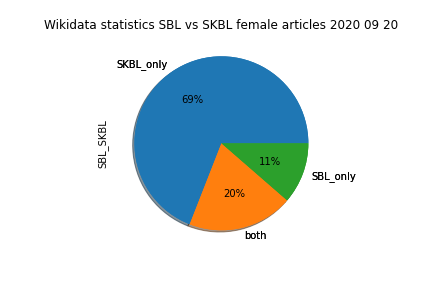 Wikidata statistics SBL vs SKBL female articles 2020 09 20
SKBL_only
69%
SBL_SKBL
11%
SBL_only
20%
both